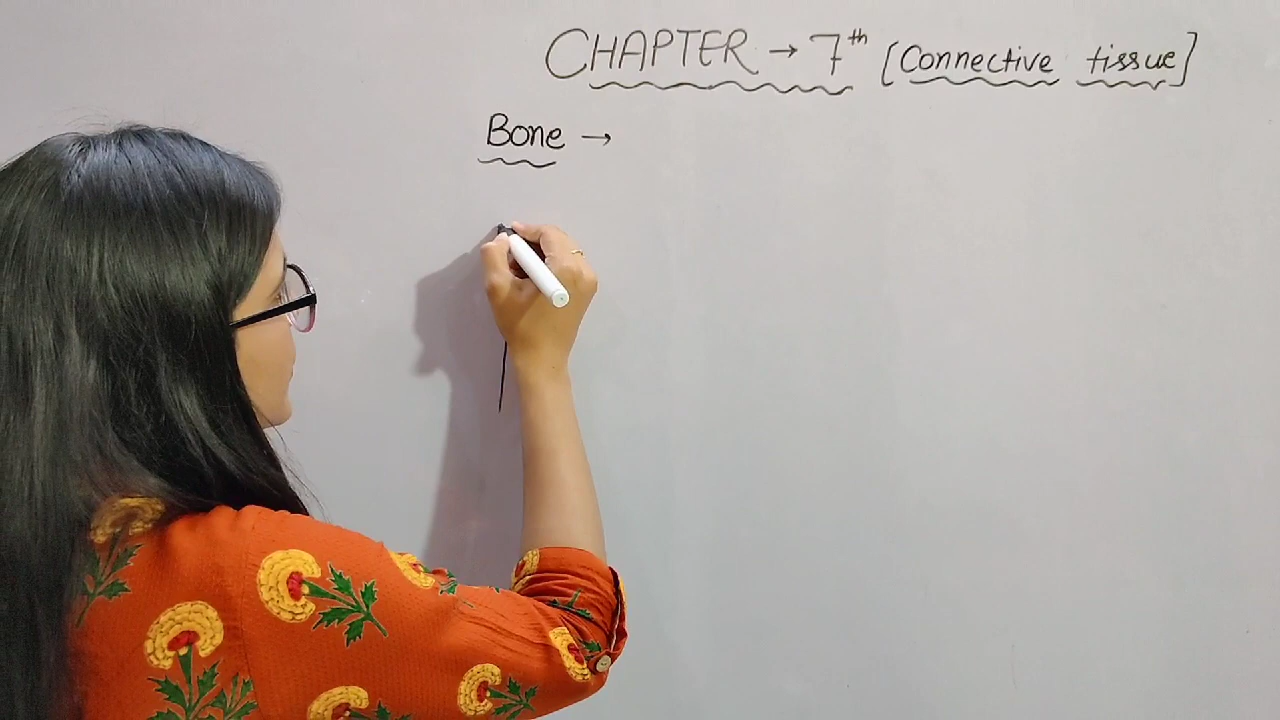 CHAPTER → 7th [Connective tissue]
Bone →